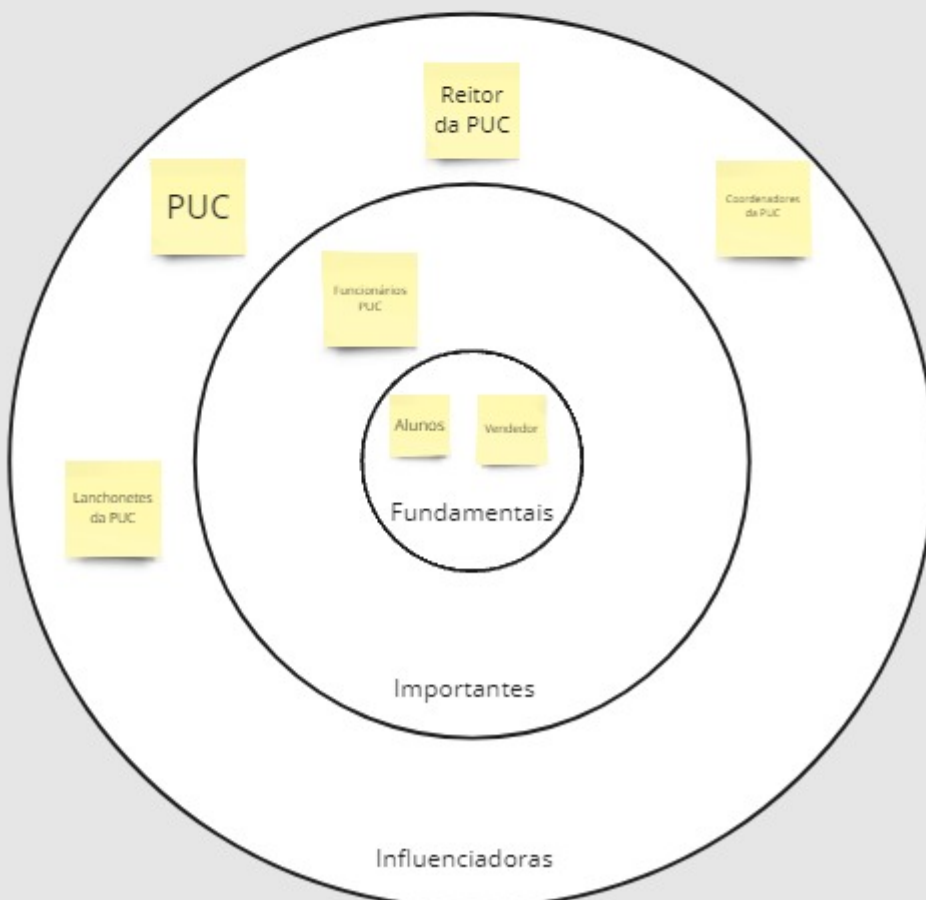 Reitor
da PUC
PUC
Coordenadores
da PUC
Funcionários
PUC
Alunos
Vendedor
Lanchonetes
da PUC
Fundamentais
Importantes
Influenciadoras